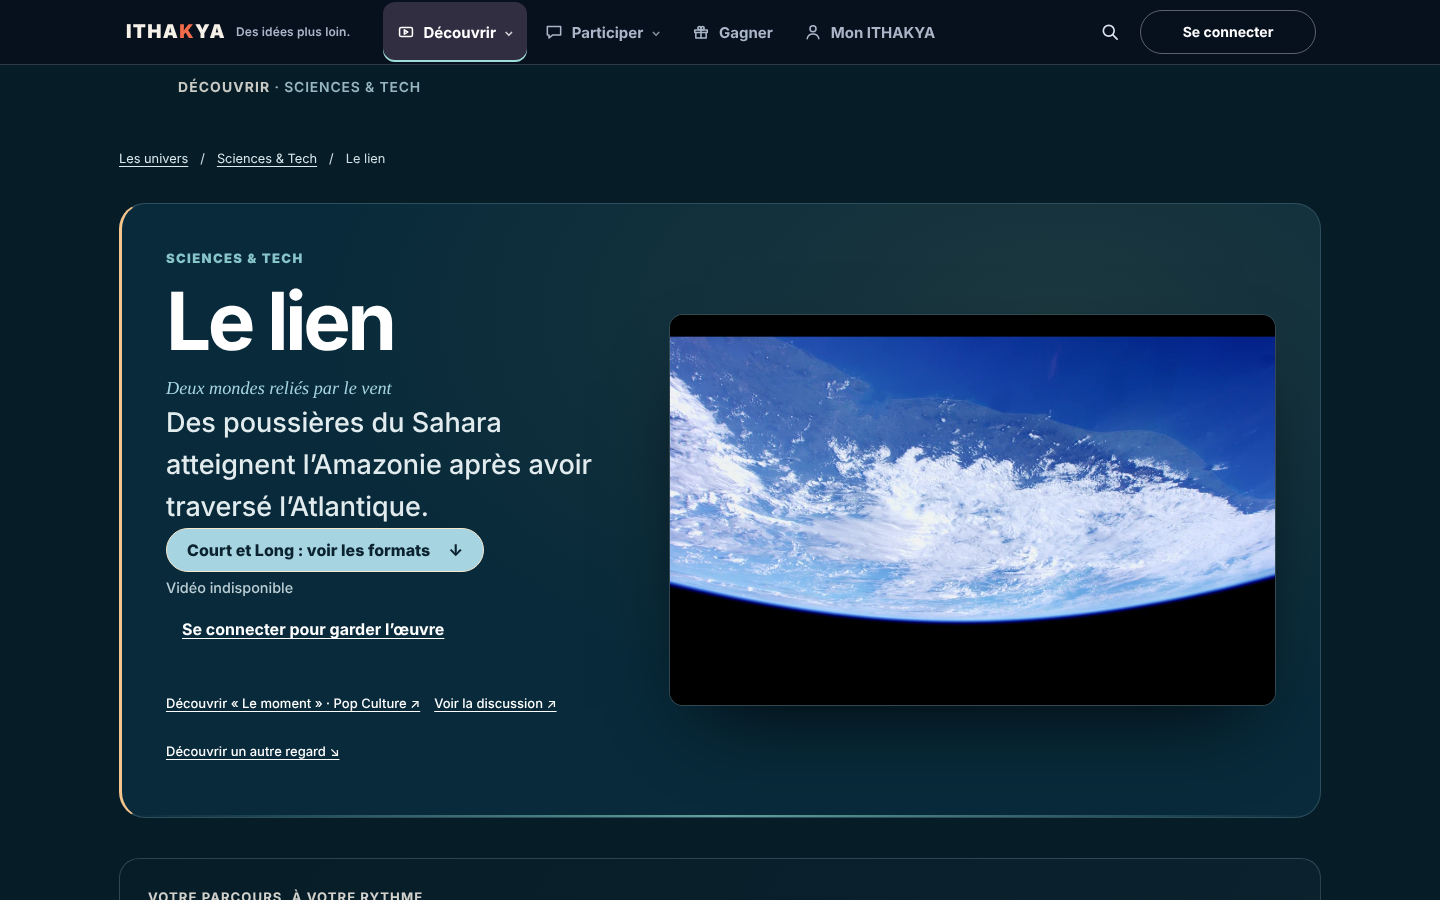 ITHAKYA Des idées plus loin. Découvrir Participer Gagner Mon ITHAKYA Se connecter
DÉCOUVRIR · SCIENCES & TECH
Les univers / Sciences & Tech / Le lien
SCIENCES & TECH
Le lien
Deux mondes reliés par le vent
Des poussières du Sahara
atteignent l’Amazonie après avoir
traversé l’Atlantique.
Court et Long : voir les formats ↓
Vidéo indisponible
Se connecter pour garder l’œuvre
Découvrir « Le moment » · Pop Culture ↗ Voir la discussion ↗
Découvrir un autre regard ↘
VOTRE PARCOURS, À VOTRE RYTHME